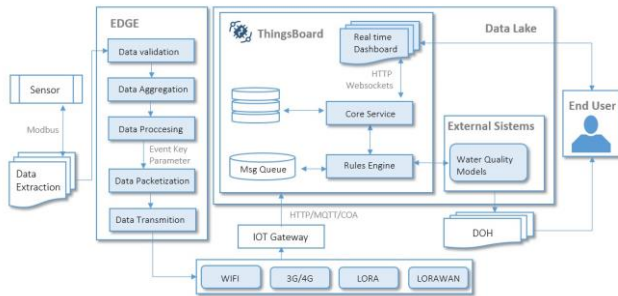 EDGE
Data validation
Data Aggregation
Data Proccesing
Event Key
Parameter
Data Packetization
Data Transmition
Sensor
Modbus
Data
Extraction
ThingsBoard
Real time
Dashboard
Data Lake
HTTP
Websockets
Core Service
Rules Engine
Msg Queue
External Sistems
Water Quality
Models
End User
HTTP/MQTT/COA
IOT Gateway
DOH
WIFI
3G/4G
LORA
LORAWAN